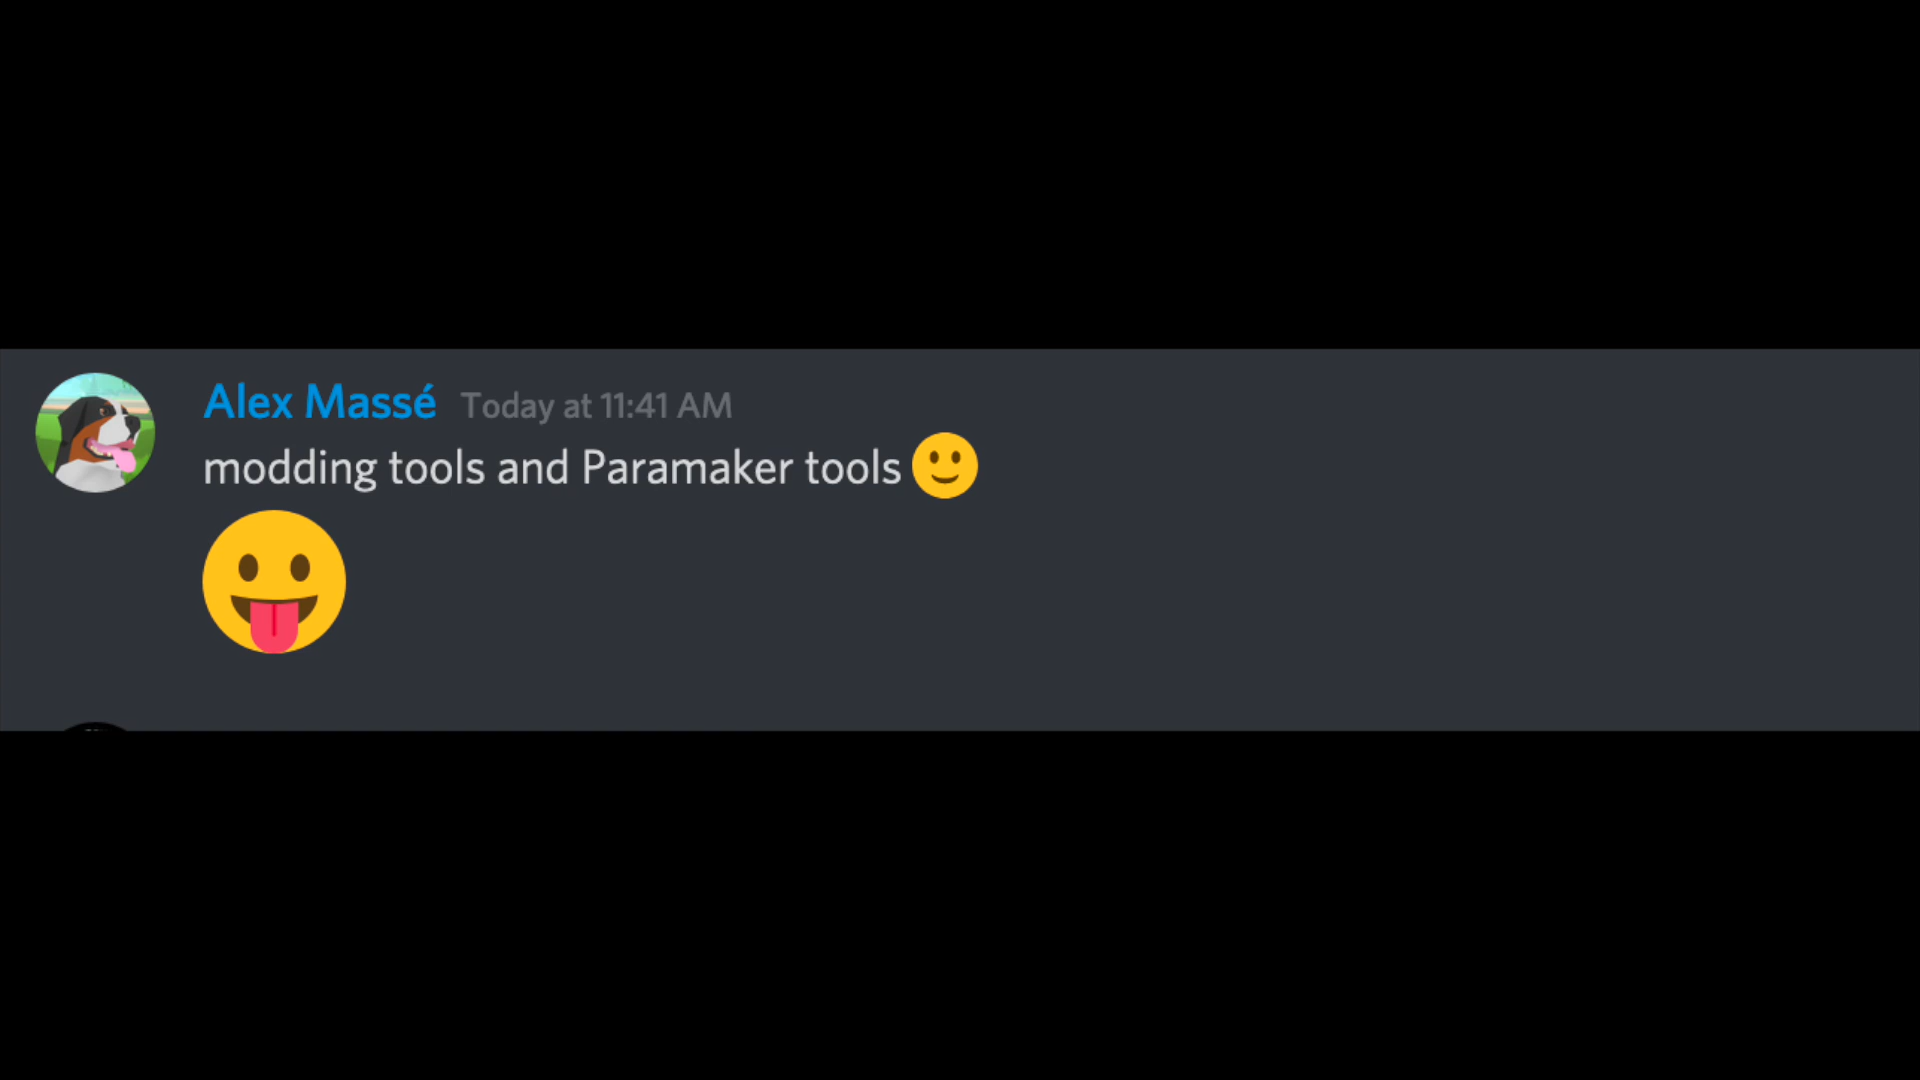 Alex Massé Today at 11:41 AM
modding tools and Paramaker tools 🙂
😛